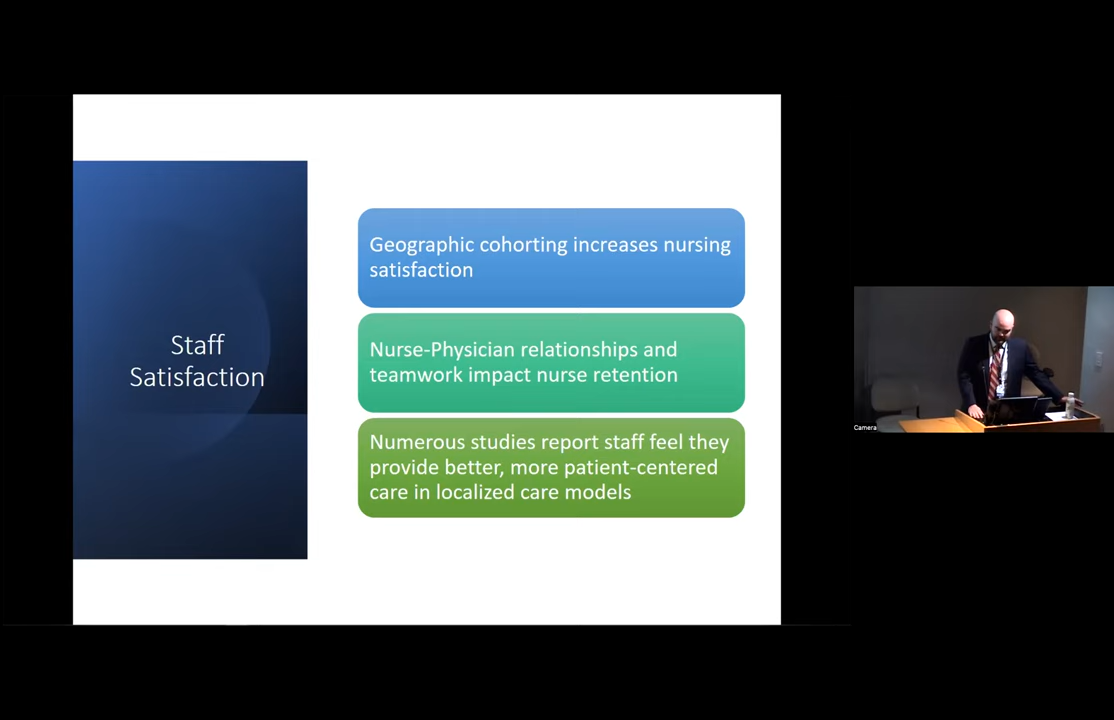 Staff
Satisfaction
Geographic cohorting increases nursing
satisfaction
Nurse-Physician relationships and
teamwork impact nurse retention
Numerous studies report staff feel they
provide better, more patient-centered
care in localized care models
Camera